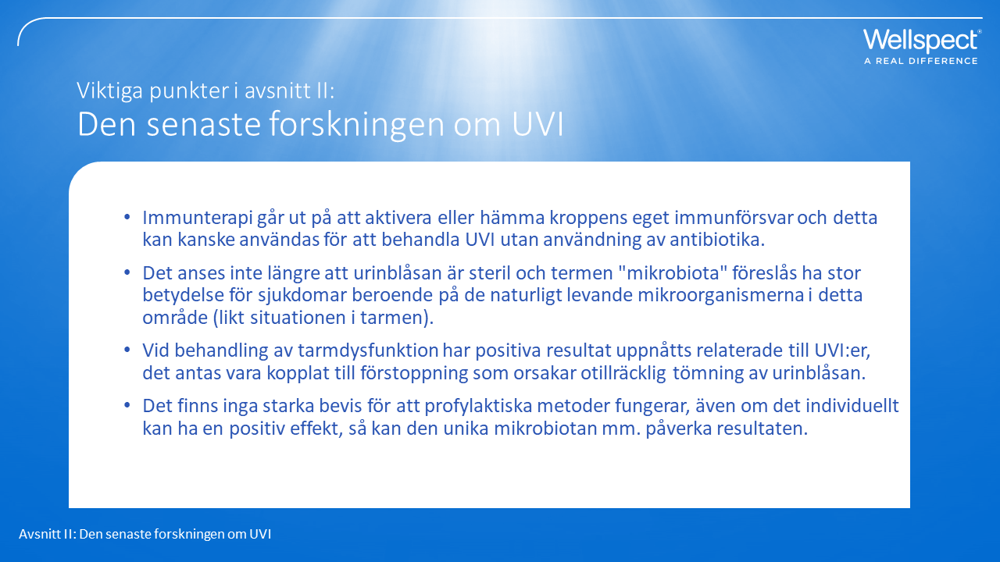 Wellspect®
A REAL DIFFERENCE
Viktiga punkter i avsnitt II:
Den senaste forskningen om UVI
• Immunterapi går ut på att aktivera eller hämma kroppens eget immunförsvar och detta
kan kanske användas för att behandla UVI utan användning av antibiotika.
• Det anses inte längre att urinblåsan är steril och termen "mikrobiota" föreslås ha stor
betydelse för sjukdomar beroende på de naturligt levande mikroorganismerna i detta
område (likt situationen i tarmen).
• Vid behandling av tarmdysfunktion har positiva resultat uppnåtts relaterade till UVI:er,
det antas vara kopplat till förstoppning som orsakar otillräcklig tömning av urinblåsan.
• Det finns inga starka bevis för att profylaktiska metoder fungerar, även om det individuellt
kan ha en positiv effekt, så kan den unika mikrobiotan mm. påverka resultaten.
Avsnitt II: Den senaste forskningen om UVI